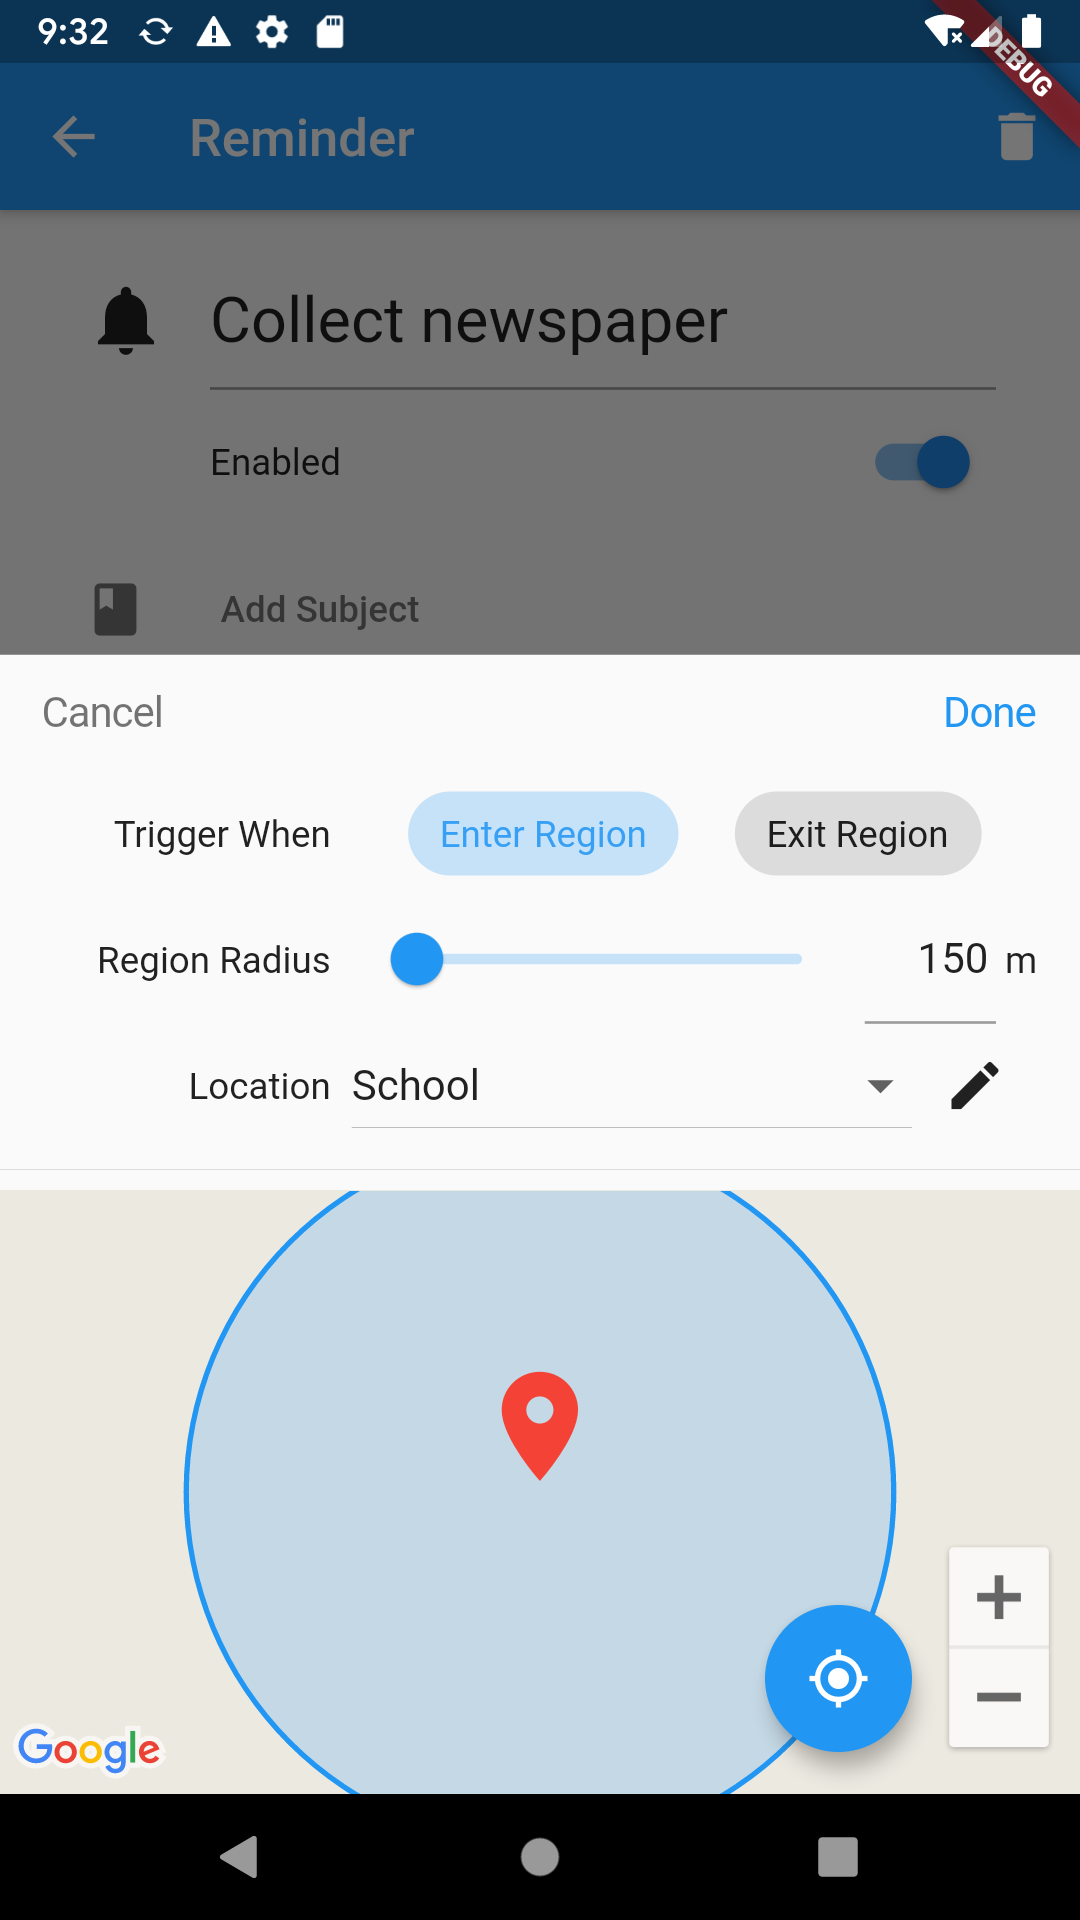 9:32
DEBUG
Reminder
Collect newspaper
Enabled
Add Subject
Cancel
Done
Trigger When
Enter Region
Exit Region
Region Radius
150 m
Location
School
Google